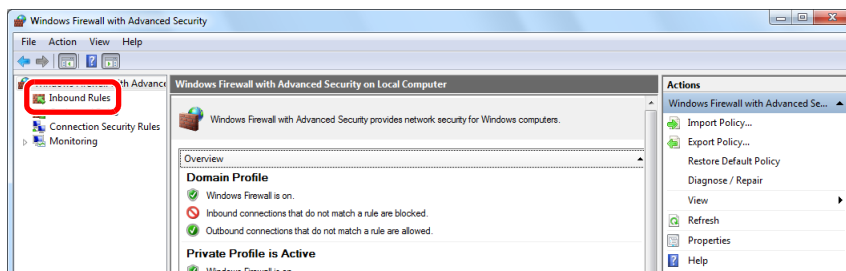 Windows Firewall with Advanced Security
File Action View Help
Inbound Rules
Connection Security Rules
Monitoring
Windows Firewall with Advanced Security on Local Computer
Windows Firewall with Advanced Security provides network security for Windows computers.
Overview
Domain Profile
Windows Firewall is on.
Inbound connections that do not match a rule are blocked.
Outbound connections that do not match a rule are allowed.
Private Profile is Active
Windows Firewall is on.
Actions
Windows Firewall with Advanced Se...
Import Policy...
Export Policy...
Restore Default Policy
Diagnose / Repair
View
Refresh
Properties
Help